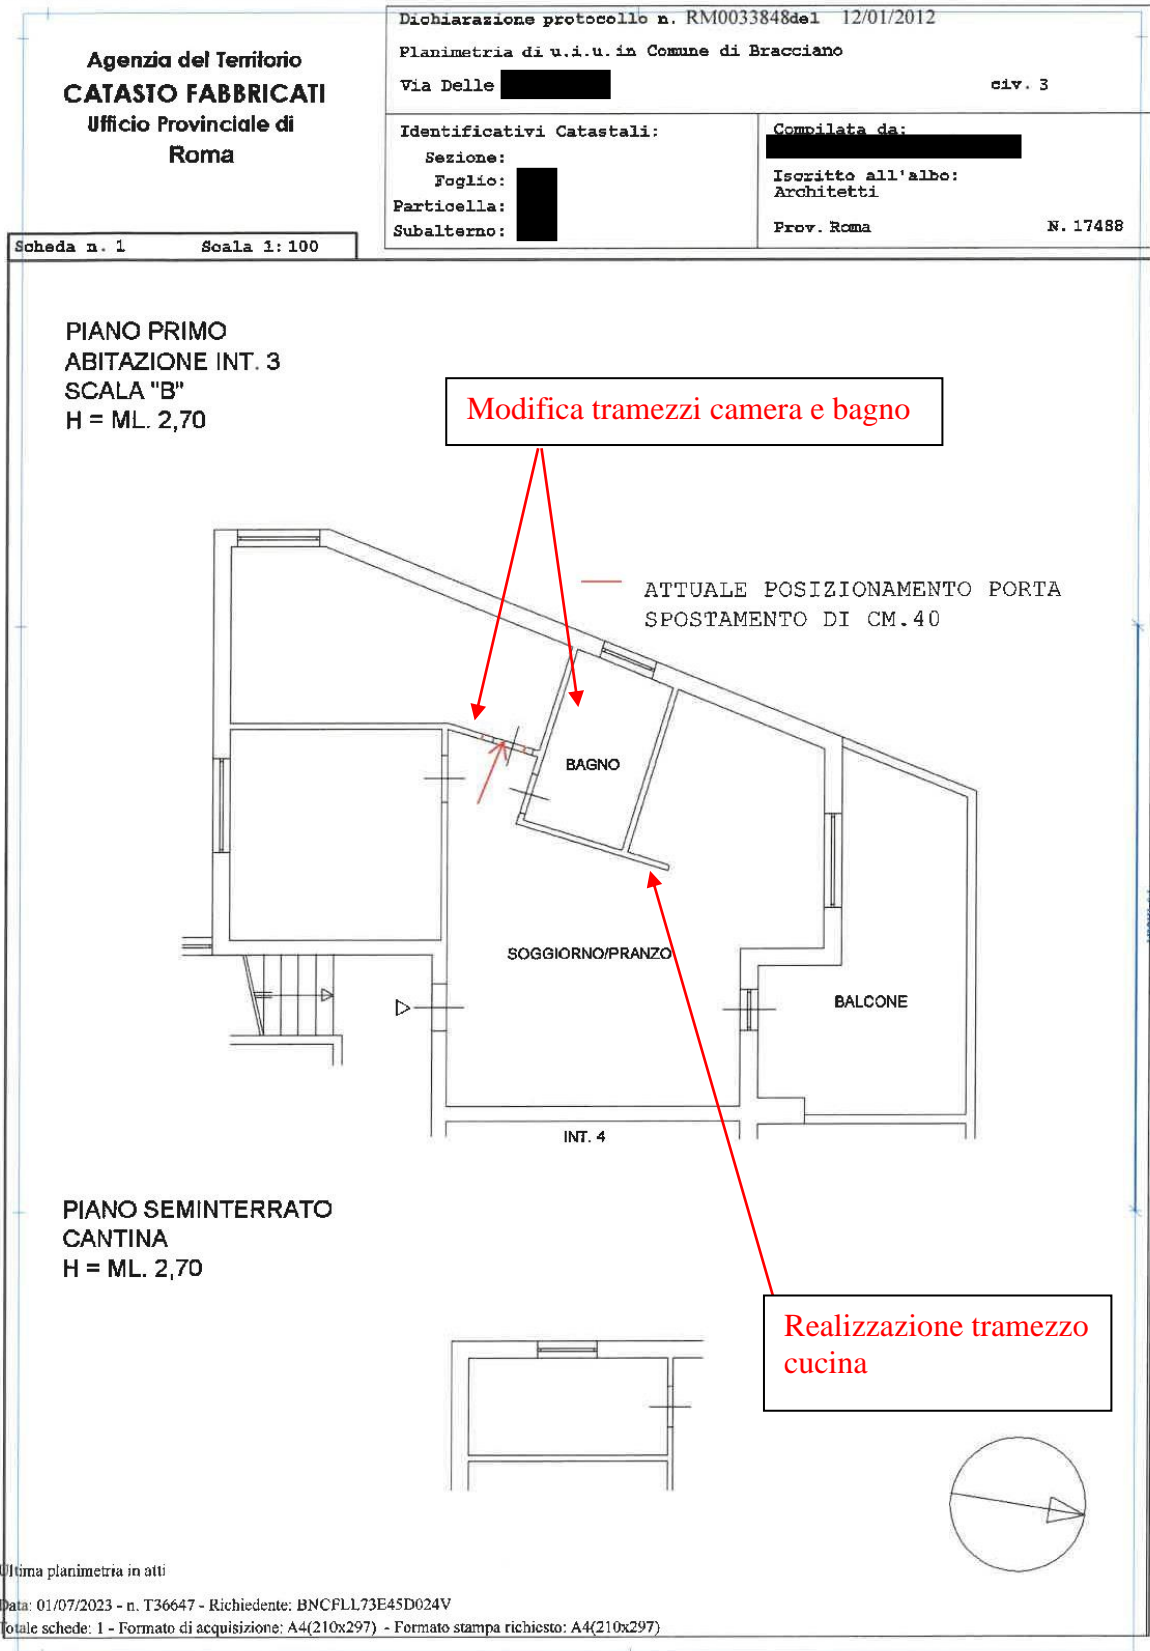 Agenzia del Territorio
CATASTO FABBRICATI
Ufficio Provinciale di
Roma
Dichiarazione protocollo n. RM0033848del 12/01/2012
Planimetria di u.i.u. in Comune di Bracciano
Via Delle
civ. 3
Identificativi Catastali:
Sezione:
Foglio:
Particella:
Subalterno:
Compilata da:
Iscritto all'albo:
Architetti
Prov. Roma N. 17488
Scheda n. 1 Scala 1:100
PIANO PRIMO
ABITAZIONE INT. 3
SCALA "B"
H = ML. 2,70
Modifica tramezzi camera e bagno
ATTUALE POSIZIONAMENTO PORTA
SPOSTAMENTO DI CM.40
BAGNO
SOGGIORNO/PRANZO
BALCONE
INT. 4
PIANO SEMINTERRATO
CANTINA
H = ML. 2,70
Realizzazione tramezzo
cucina
Ultima planimetria in atti
Data: 01/07/2023 - n. T36647 - Richiedente: BNCFLL73E45D024V
Totale schede: 1 - Formato di acquisizione: A4(210x297) - Formato stampa richiesto: A4(210x297)